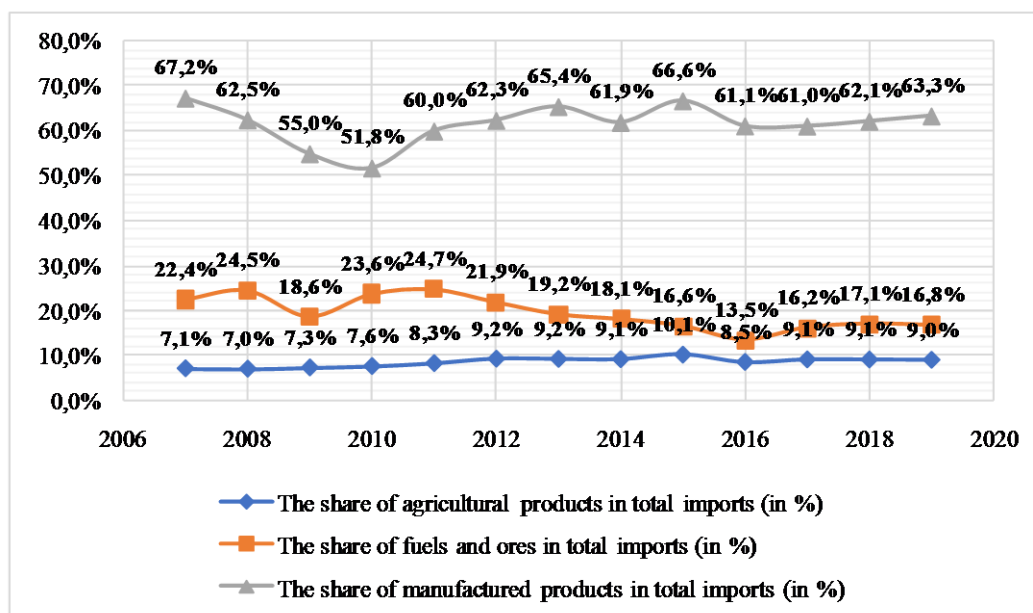 80,0%
70,0%
60,0%
50,0%
40,0%
30,0%
20,0%
10,0%
0,0%
67,2% 62,5% 55,0% 51,8% 60,0% 62,3% 65,4% 61,9% 66,6% 61,1% 61,0% 62,1% 63,3%
22,4% 24,5% 18,6% 23,6% 24,7% 21,9% 19,2% 18,1% 16,6% 13,5% 16,2% 17,1% 16,8%
7,1% 7,0% 7,3% 7,6% 8,3% 9,2% 9,2% 9,1% 10,1% 8,5% 9,1% 9,1% 9,0%
2006 2008 2010 2012 2014 2016 2018 2020
The share of agricultural products in total imports (in %)
The share of fuels and ores in total imports (in %)
The share of manufactured products in total imports (in %)